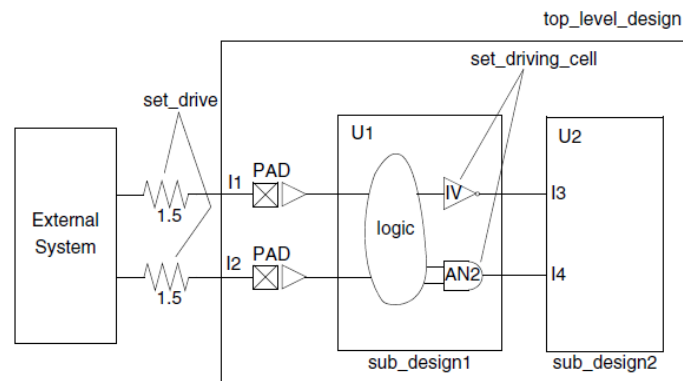 top_level_design
set_driving_cell
set_drive
U1
U2
External
System
1.5
I1
PAD
logic
IV
I3
1.5
I2
PAD
AN2
I4
sub_design1
sub_design2